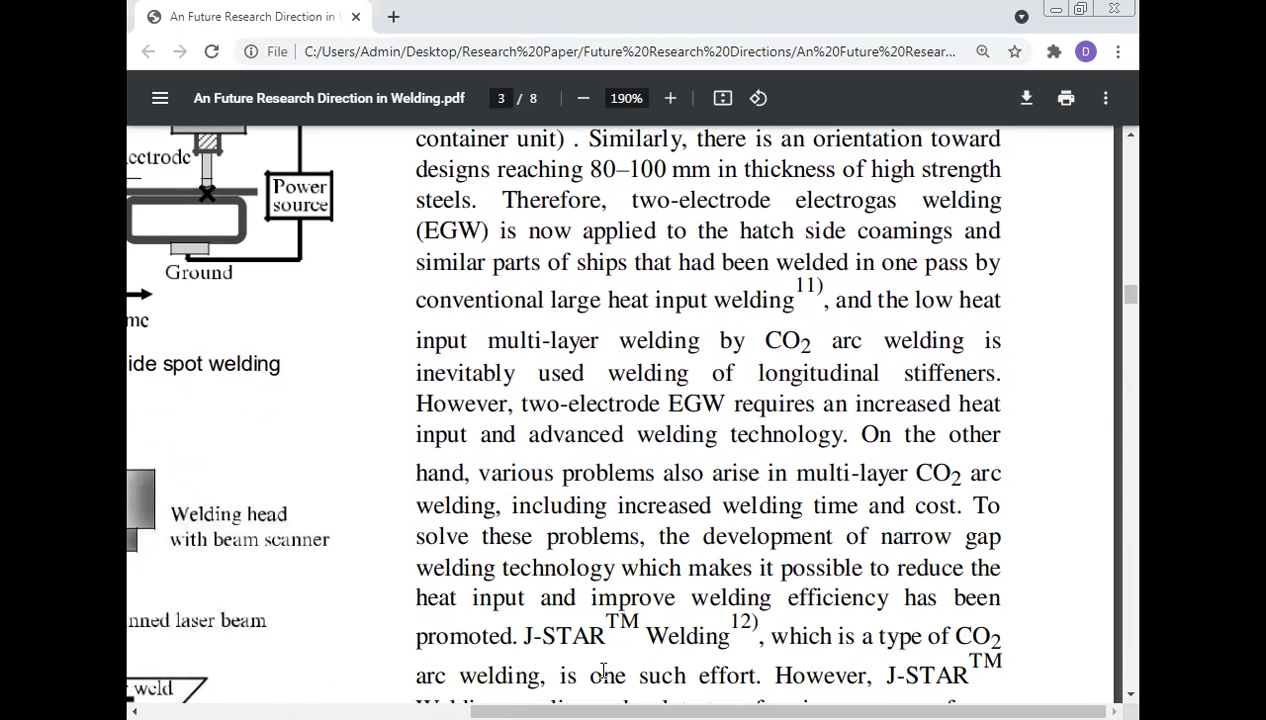 An Future Research Direction in
File C:/Users/Admin/Desktop/Research%20Paper/Future%20Research%20Directions/An%20Future%20Resear...
D
An Future Research Direction in Welding.pdf 3 / 8 190%
ectrode
Power
source
Ground
me
ide spot welding
Welding head
with beam scanner
nned laser beam
weld
container unit) . Similarly, there is an orientation toward
designs reaching 80–100 mm in thickness of high strength
steels. Therefore, two-electrode electrogas welding
(EGW) is now applied to the hatch side coamings and
similar parts of ships that had been welded in one pass by
conventional large heat input welding11), and the low heat
input multi-layer welding by CO2 arc welding is
inevitably used welding of longitudinal stiffeners.
However, two-electrode EGW requires an increased heat
input and advanced welding technology. On the other
hand, various problems also arise in multi-layer CO2 arc
welding, including increased welding time and cost. To
solve these problems, the development of narrow gap
welding technology which makes it possible to reduce the
heat input and improve welding efficiency has been
promoted. J-STARTM Welding12), which is a type of CO2
arc welding, is one such effort. However, J-STARTM